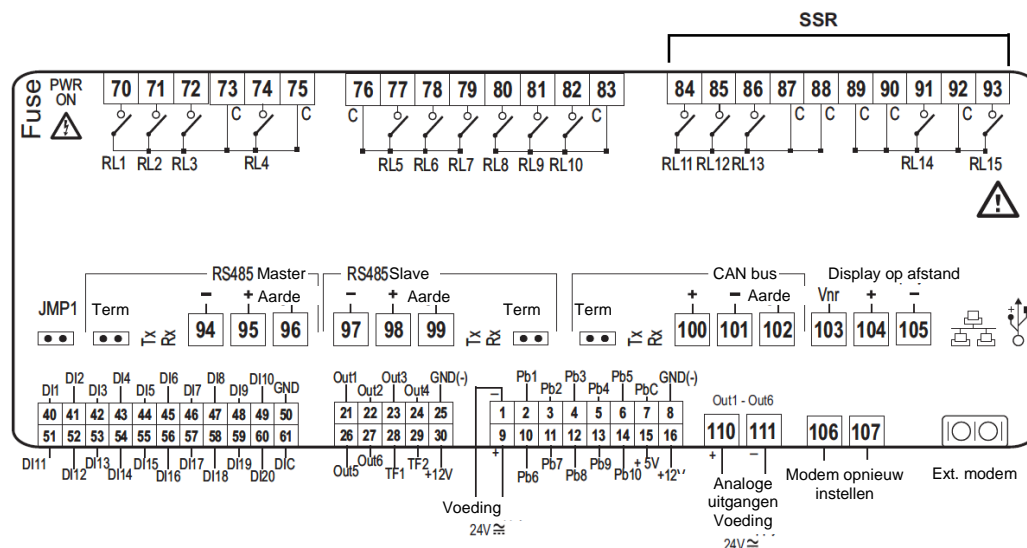 SSR
Fuse
PWR
ON
70 71 72 73 74 75
76 77 78 79 80 81 82 83
84 85 86 87 88 89 90 91 92 93
C C
C C
C C C C C
RL1 RL2 RL3 RL4
RL5 RL6 RL7 RL8 RL9 RL10
RL11 RL12 RL13 RL14 RL15
RS485 Master
RS485 Slave
CAN bus
Display op afstand
JMP1 Term
− + Aarde
− + Aarde
Term
Term
+ − Aarde
Vnr + −
Tx Rx
94 95 96
97 98 99
Tx Rx
Tx Rx
100 101 102
103 104 105
DI1 DI2 DI3 DI4 DI5 DI6 DI7 DI8 DI9 DI10 GND
40 41 42 43 44 45 46 47 48 49 50
51 52 53 54 55 56 57 58 59 60 61
DI11 DI12 DI13 DI14 DI15 DI16 DI17 DI18 DI19 DI20 DIC
Out1 Out2 Out3 Out4 GND(-)
21 22 23 24 25
26 27 28 29 30
Out5 Out6 TF1 TF2 +12V
− Pb1 Pb2 Pb3 Pb4 Pb5 Pb6 PbC GND(-)
1 2 3 4 5 6 7 8
9 10 11 12 13 14 15 16
+ Pb6 Pb7 Pb8 Pb9 Pb10 + 5V +12V
Voeding
24V≂
Out1 - Out6
110 111
+ −
Analoge
uitgangen
Voeding
24V≂
106 107
Modem opnieuw
instellen
Ext. modem